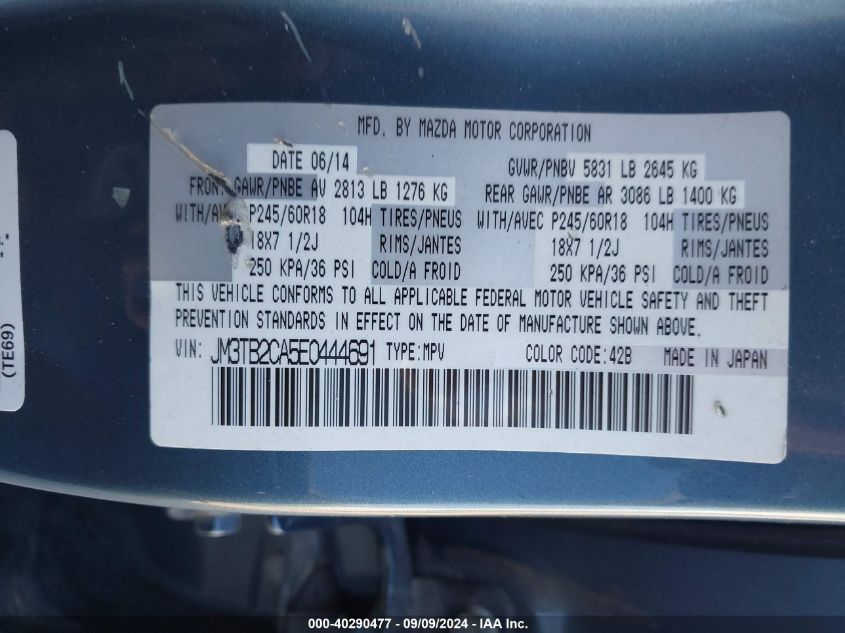 MFD. BY MAZDA MOTOR CORPORATION
DATE 06/14 GVWR/PNBV 5831 LB 2645 KG
FRONT GAWR/PNBE AV 2813 LB 1276 KG REAR GAWR/PNBE AR 3086 LB 1400 KG
WITH/AVEC P245/60R18 104H TIRES/PNEUS WITH/AVEC P245/60R18 104H TIRES/PNEUS
18X7 1/2J RIMS/JANTES 18X7 1/2J RIMS/JANTES
250 KPA/36 PSI COLD/A FROID 250 KPA/36 PSI COLD/A FROID
THIS VEHICLE CONFORMS TO ALL APPLICABLE FEDERAL MOTOR VEHICLE SAFETY AND THEFT
PREVENTION STANDARDS IN EFFECT ON THE DATE OF MANUFACTURE SHOWN ABOVE.
VIN: JM3TB2CA5E0444691 TYPE:MPV COLOR CODE:42B MADE IN JAPAN
(TE69)
000-40290477 - 09/09/2024 - IAA Inc.